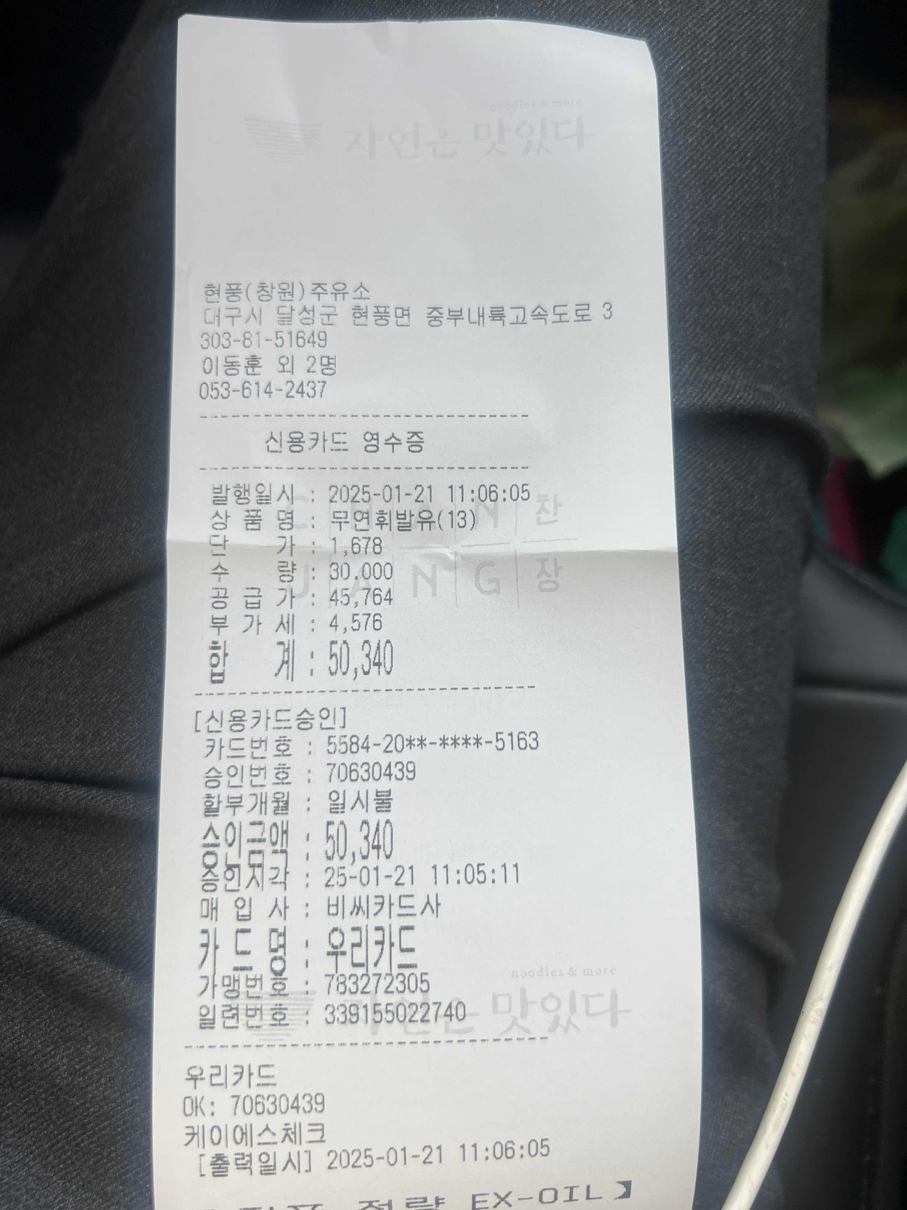 noodles & more
자연은 맛있다
현풍(창원)주유소
대구시 달성군 현풍면 중부내륙고속도로 3
303-81-51649
이동훈 외 2명
053-614-2437
신용카드 영수증
발행일시 : 2025-01-21 11:06:05
상 품 명 : 무연휘발유(13)
단 가 : 1,678
수 량 : 30.000
공 급 가 : 45,764
부 가 세 : 4,576
합 계 : 50,340
N 찬
J A N G 장
[신용카드승인]
카드번호 : 5584-20**-****-5163
승인번호 : 70630439
할부개월 : 일시불
승인금액 : 50,340
승인시각 : 25-01-21 11:05:11
매 입 사 : 비씨카드사
카 드 명 : 우리카드
가맹번호 : 783272305
일련번호 : 339155022740
noodles & more
자연은 맛있다
우리카드
OK: 70630439
케이에스체크
[출력일시] 2025-01-21 11:06:05
EX-OIL